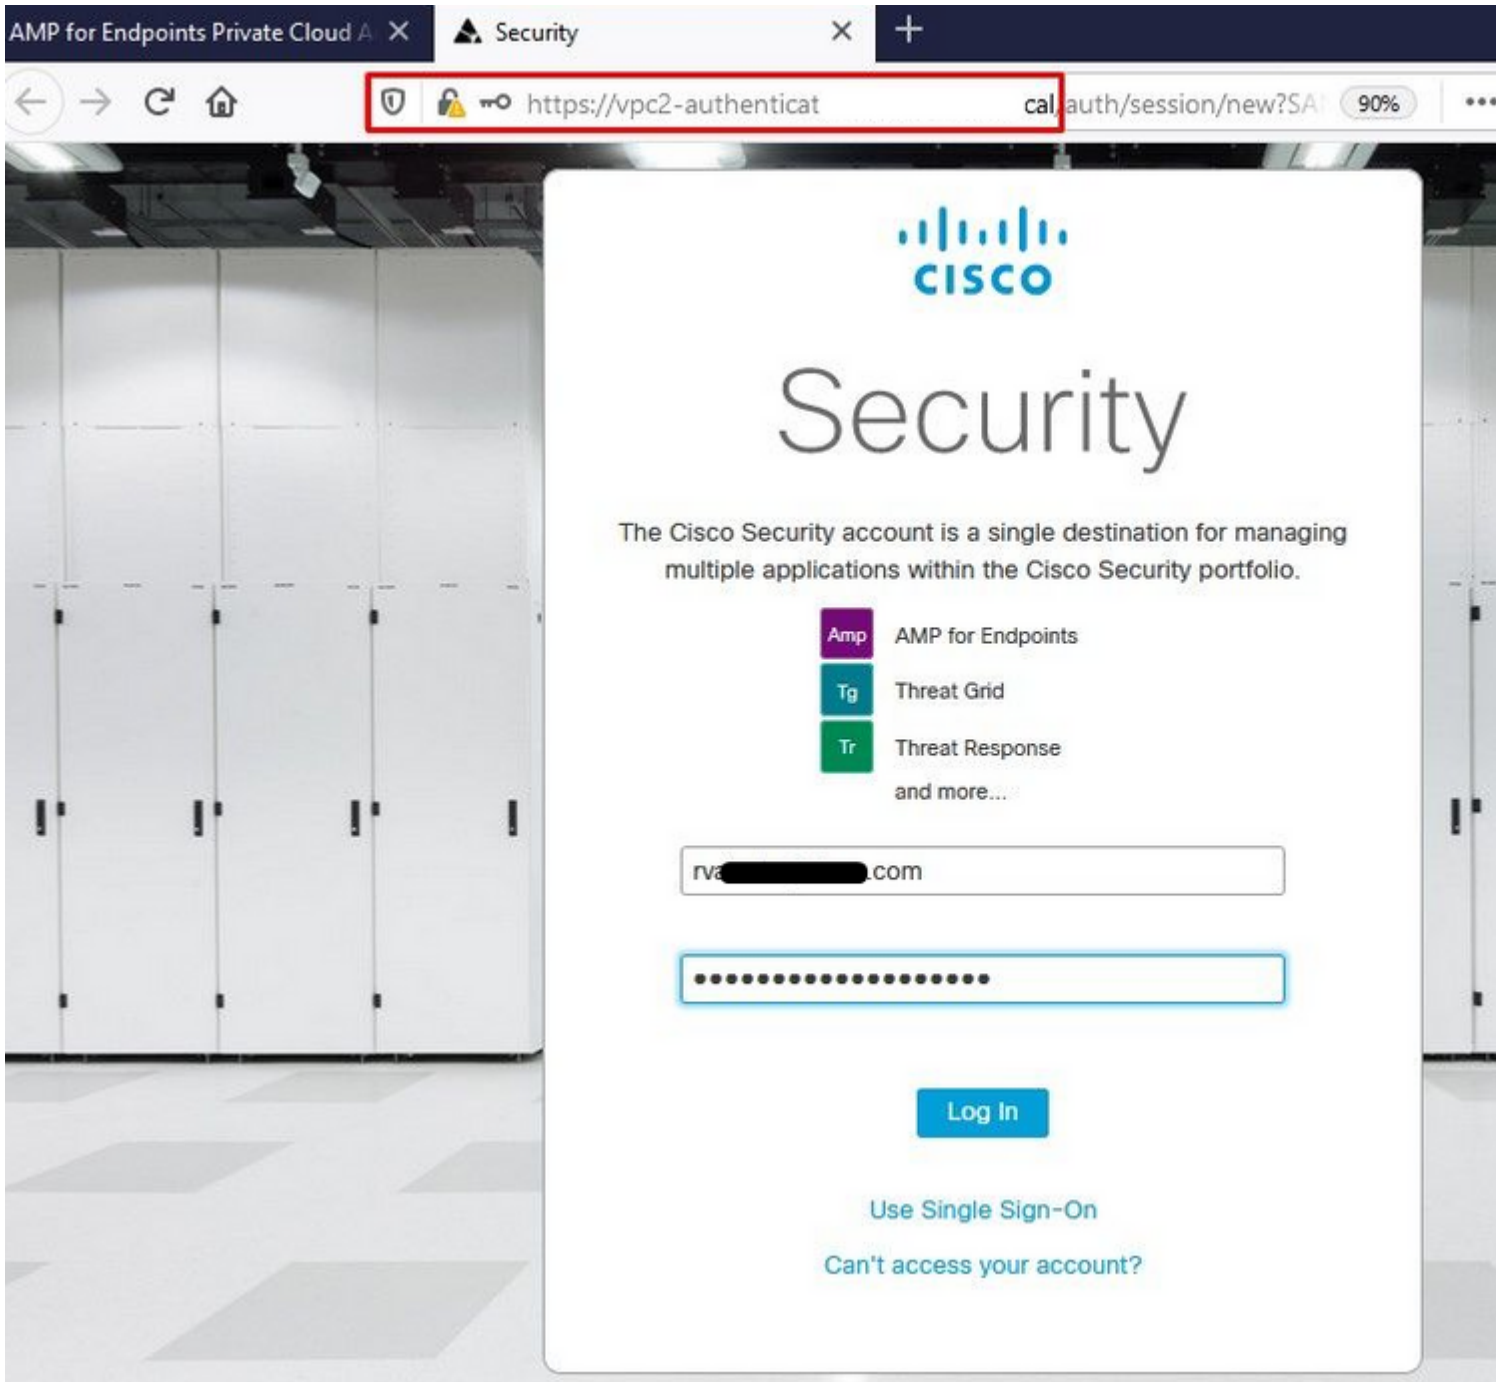 AMP for Endpoints Private Cloud A
Security
https://vpc2-authenticat cal/auth/session/new?SA
90%
CISCO
Security
The Cisco Security account is a single destination for managing
multiple applications within the Cisco Security portfolio.
Amp AMP for Endpoints
Tg Threat Grid
Tr Threat Response
and more...
rva .com
Log In
Use Single Sign-On
Can't access your account?